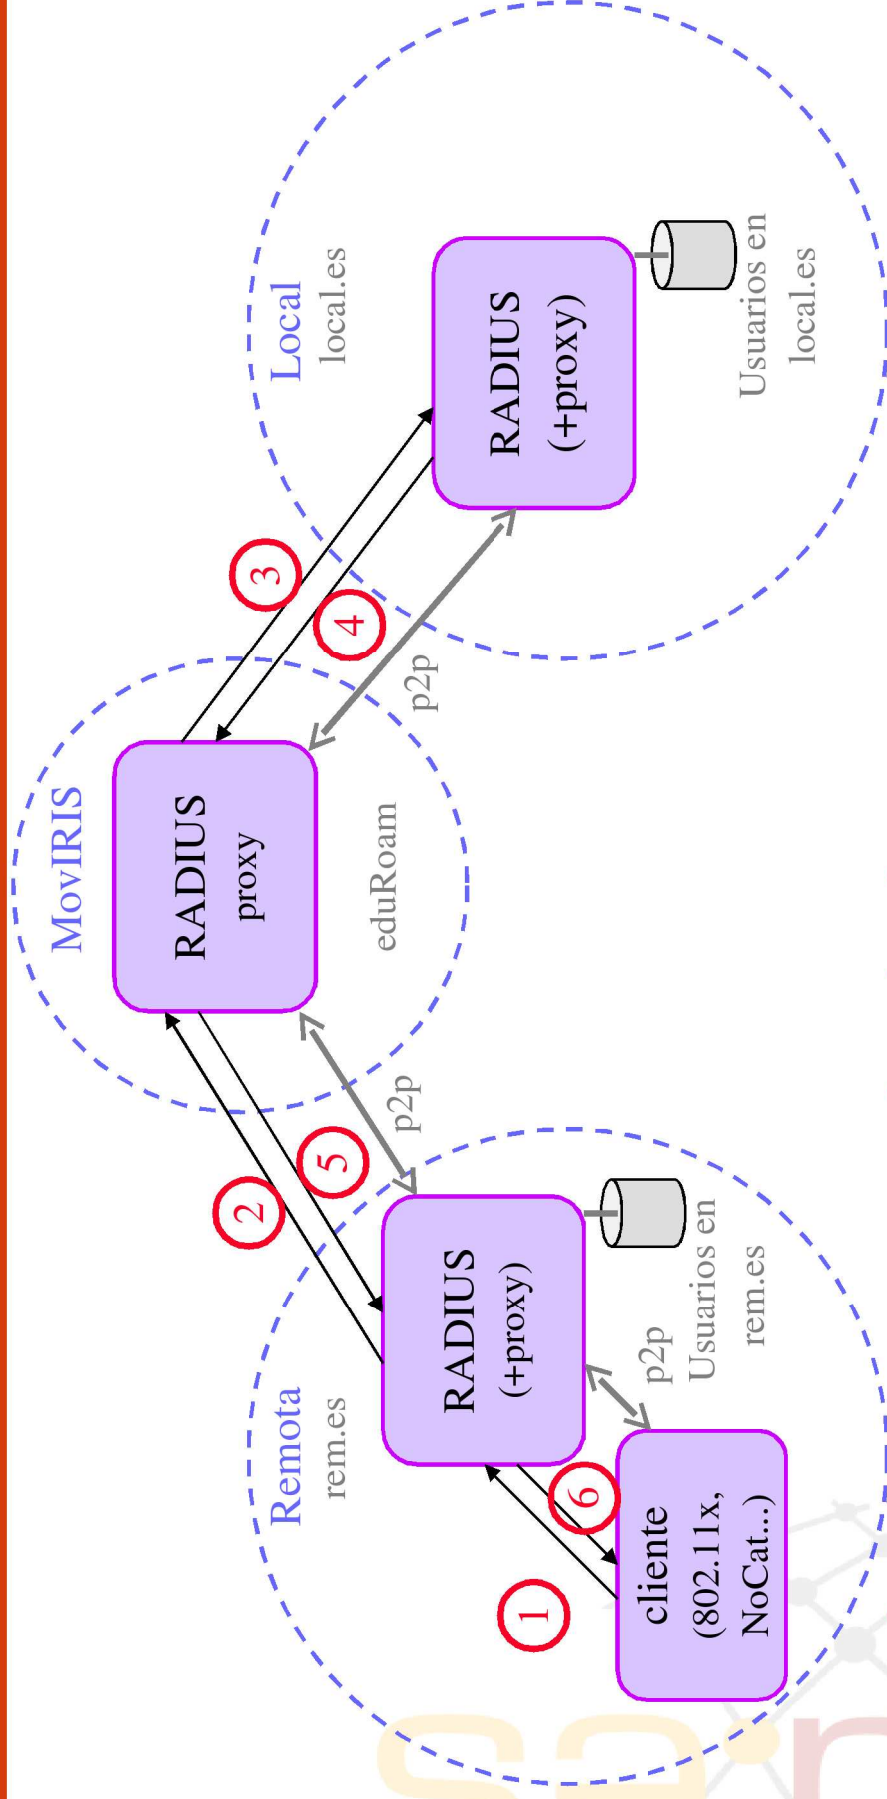 MovIRIS
RADIUS
proxy
eduRoam
Local
local.es
RADIUS
(+proxy)
Usuarios en
local.es
Remota
rem.es
RADIUS
(+proxy)
Usuarios en
rem.es
cliente
(802.11x,
NoCat...)
p2p
p2p
p2p
1
2
3
4
5
6